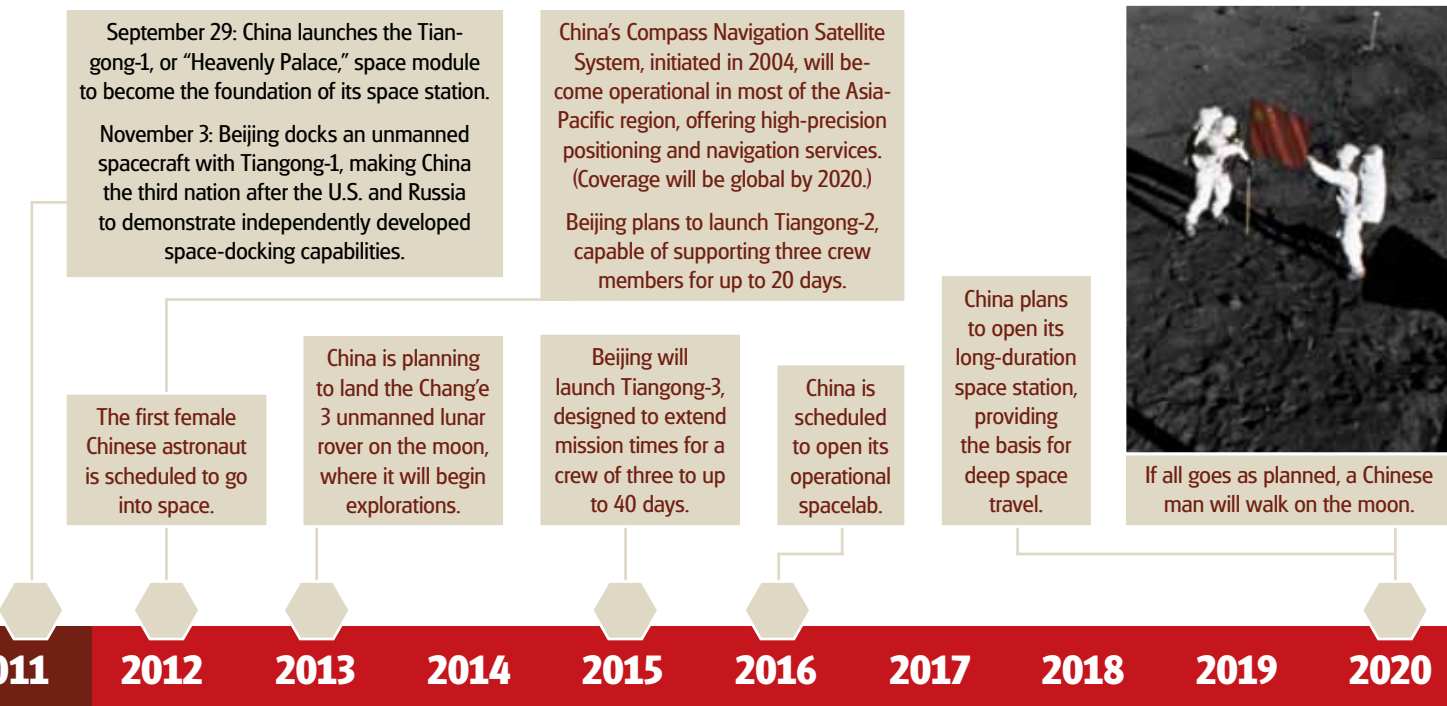 September 29: China launches the Tian-
gong-1, or “Heavenly Palace,” space module
to become the foundation of its space station.
November 3: Beijing docks an unmanned
spacecraft with Tiangong-1, making China
the third nation after the U.S. and Russia
to demonstrate independently developed
space-docking capabilities.
China’s Compass Navigation Satellite
System, initiated in 2004, will be-
come operational in most of the Asia-
Pacific region, offering high-precision
positioning and navigation services.
(Coverage will be global by 2020.)
Beijing plans to launch Tiangong-2,
capable of supporting three crew
members for up to 20 days.
The first female
Chinese astronaut
is scheduled to go
into space.
China is planning
to land the Chang’e
3 unmanned lunar
rover on the moon,
where it will begin
explorations.
Beijing will
launch Tiangong-3,
designed to extend
mission times for a
crew of three to up
to 40 days.
China is
scheduled
to open its
operational
spacelab.
China plans
to open its
long-duration
space station,
providing
the basis for
deep space
travel.
If all goes as planned, a Chinese
man will walk on the moon.
011 2012 2013 2014 2015 2016 2017 2018 2019 2020